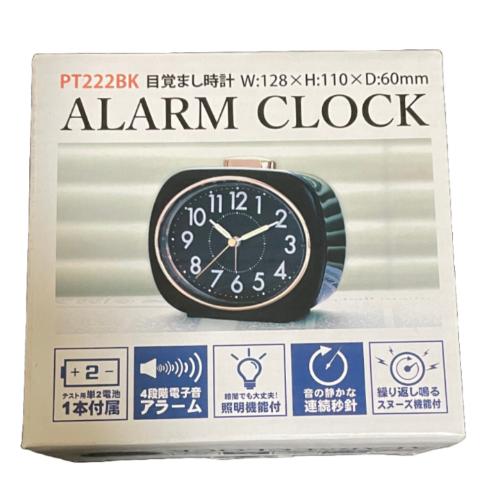 PT222BK 目覚まし時計 W:128×H:110×D:60mm
ALARM CLOCK
12
11
1
10
2
9
3
8
4
7
5
6
+ 2 -
テスト用単2電池
1本付属
4段階電子音
アラーム
暗闇でも大丈夫!
照明機能付
音の静かな
連続秒針
繰り返し鳴る
スヌーズ機能付